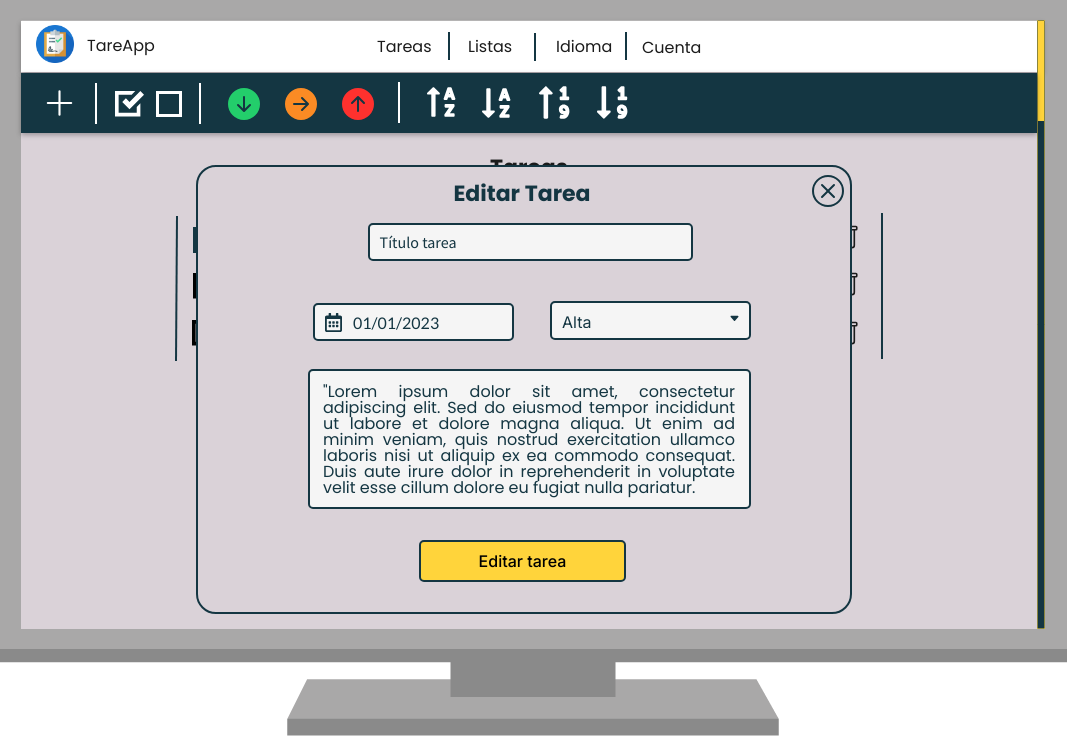 TareApp
Tareas
Listas
Idioma
Cuenta
A
Z
A
Z
1
9
1
9
Tareas
Editar Tarea
Título tarea
01/01/2023
Alta
"Lorem ipsum dolor sit amet, consectetur
adipiscing elit. Sed do eiusmod tempor incididunt
ut labore et dolore magna aliqua. Ut enim ad
minim veniam, quis nostrud exercitation ullamco
laboris nisi ut aliquip ex ea commodo consequat.
Duis aute irure dolor in reprehenderit in voluptate
velit esse cillum dolore eu fugiat nulla pariatur.
Editar tarea